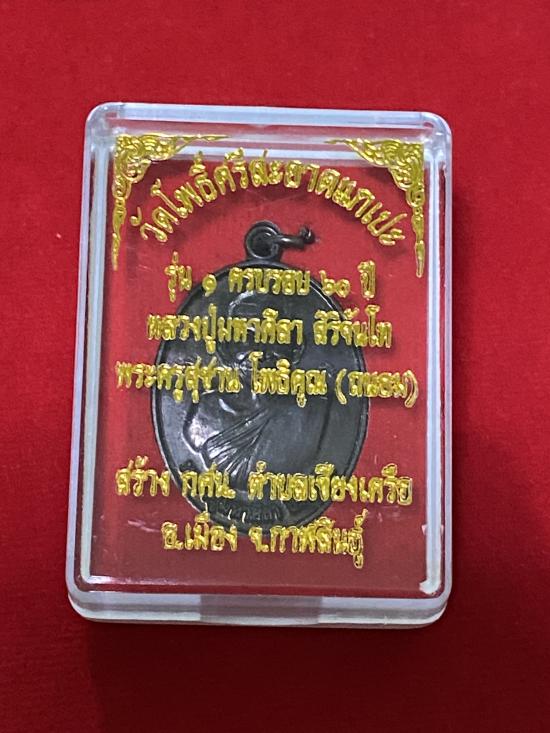 วัดโพธิ์ศรีสะอาดแกเปะ
รุ่น ๑ ครบรอบ ๒๐ ปี
หลวงปู่มหาศิลา สิริจันโท
พระครูสุชาน โพธิคุณ (ถนอม)
สร้าง กศน. ตำบลเชียงเครือ
อ.เมือง จ.กาฬสินธุ์